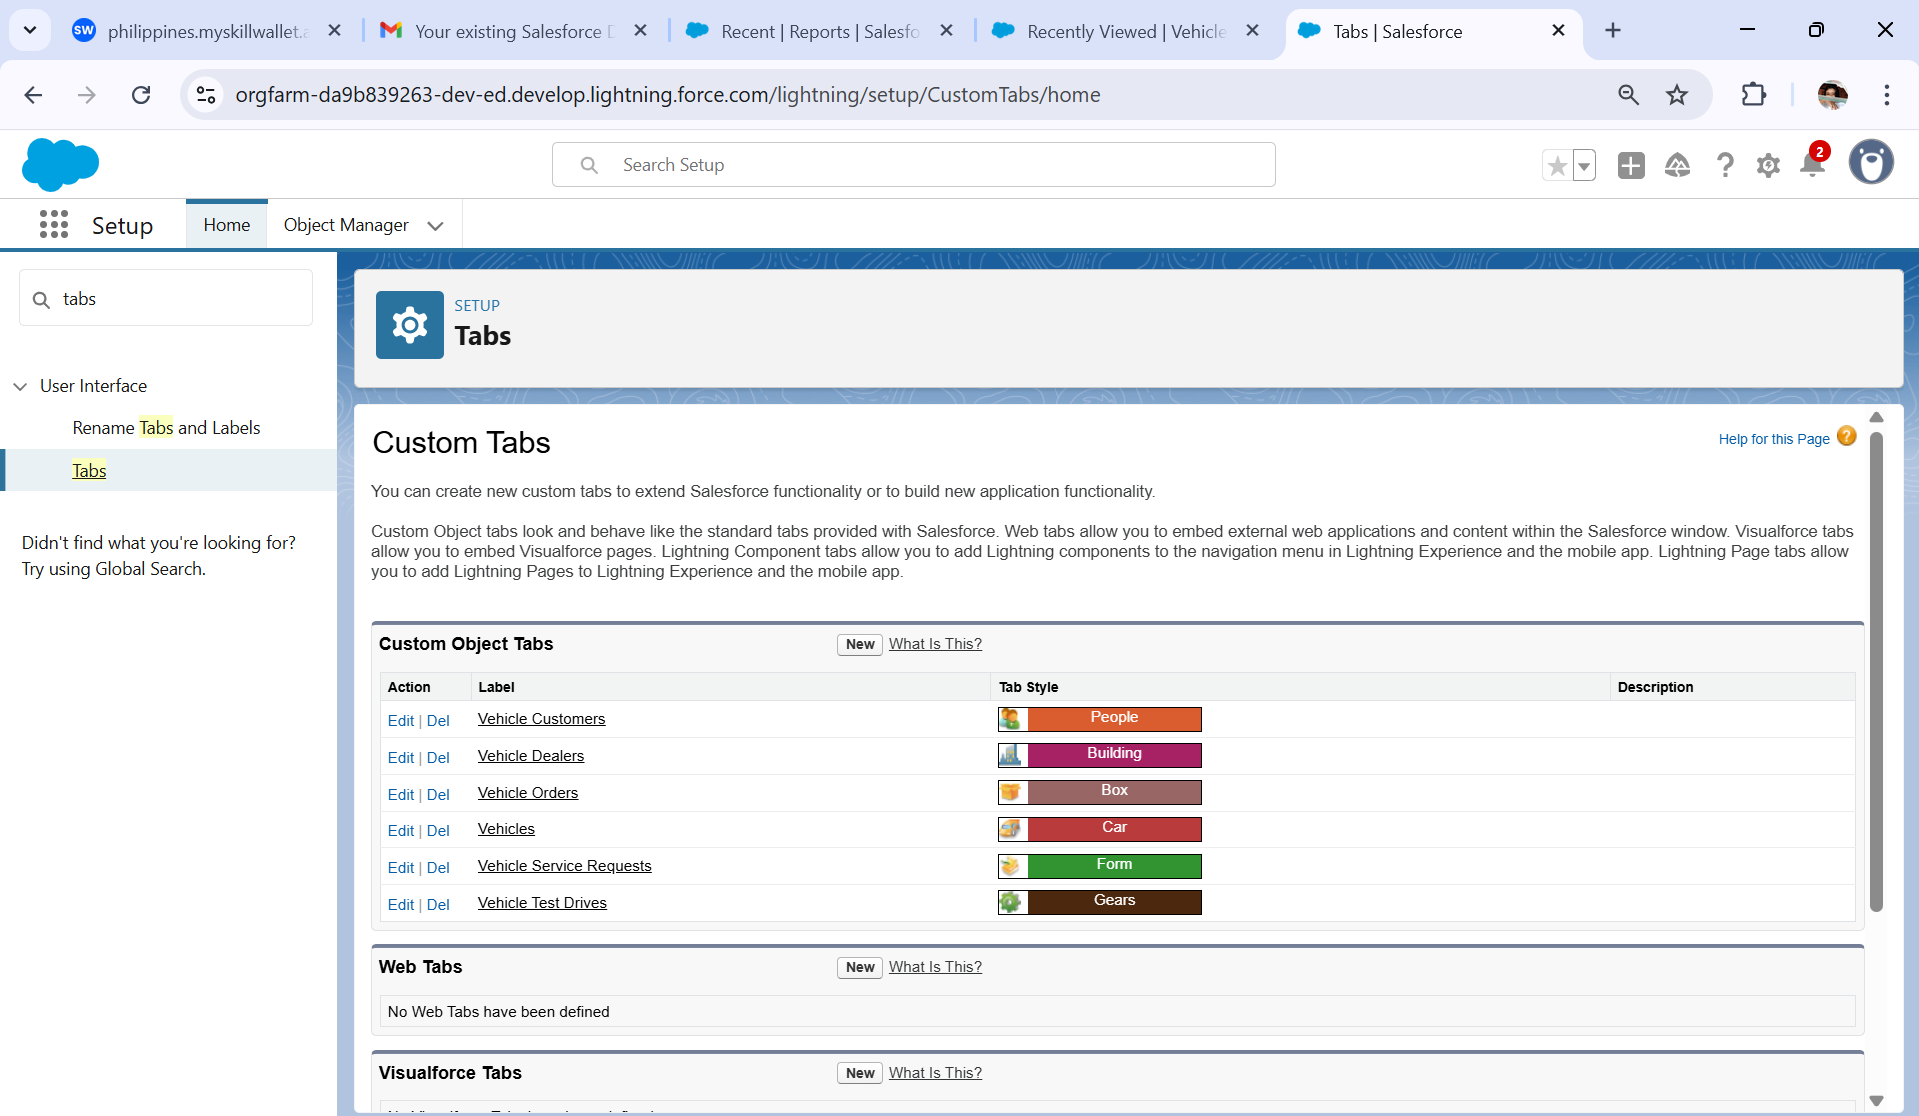 SW philippines.myskillwallet.a
Your existing Salesforce D
Recent | Reports | Salesfo
Recently Viewed | Vehicle
Tabs | Salesforce
orgfarm-da9b839263-dev-ed.develop.lightning.force.com/lightning/setup/CustomTabs/home
Search Setup
2
Setup
Home
Object Manager
tabs
User Interface
Rename Tabs and Labels
Tabs
Didn't find what you're looking for?
Try using Global Search.
SETUP
Tabs
Custom Tabs
Help for this Page ?
You can create new custom tabs to extend Salesforce functionality or to build new application functionality.
Custom Object tabs look and behave like the standard tabs provided with Salesforce. Web tabs allow you to embed external web applications and content within the Salesforce window. Visualforce tabs
allow you to embed Visualforce pages. Lightning Component tabs allow you to add Lightning components to the navigation menu in Lightning Experience and the mobile app. Lightning Page tabs allow
you to add Lightning Pages to Lightning Experience and the mobile app.
Custom Object Tabs New What Is This?
Action Label Tab Style Description
Edit | Del Vehicle Customers People
Edit | Del Vehicle Dealers Building
Edit | Del Vehicle Orders Box
Edit | Del Vehicles Car
Edit | Del Vehicle Service Requests Form
Edit | Del Vehicle Test Drives Gears
Web Tabs New What Is This?
No Web Tabs have been defined
Visualforce Tabs New What Is This?